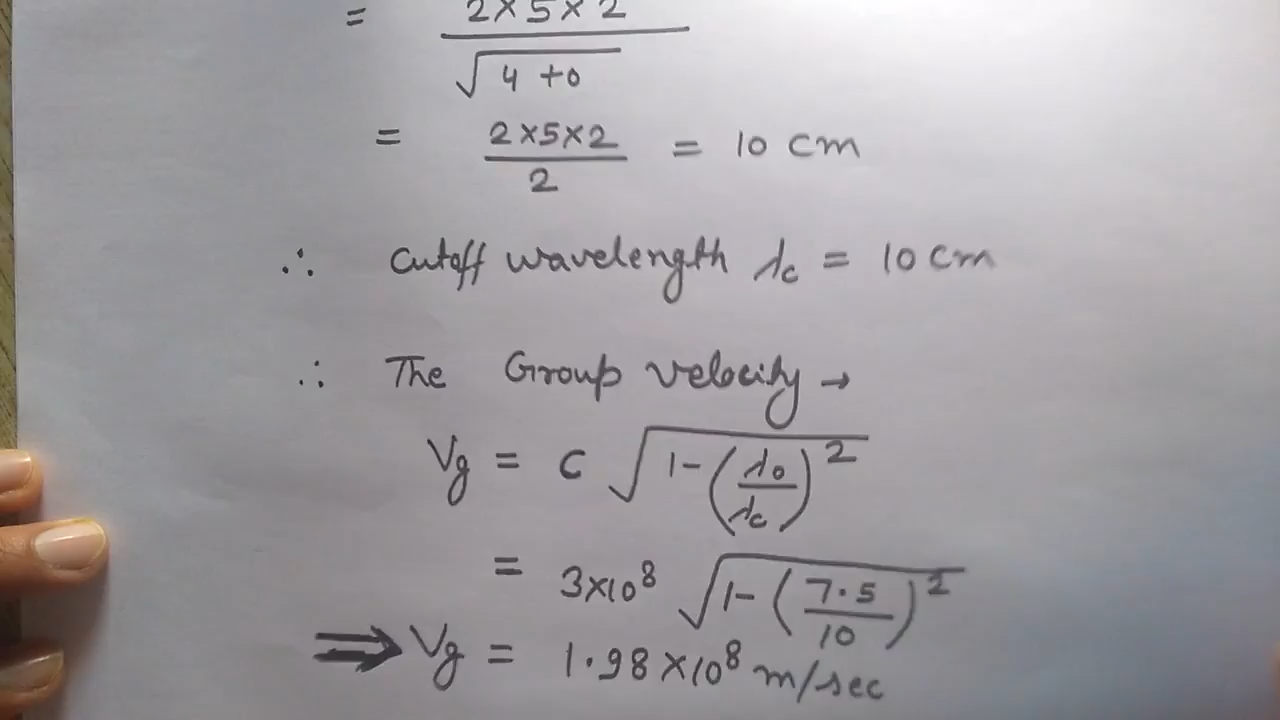 = 2×5×2 / √(4+0)
= 2×5×2 / 2 = 10 cm
∴ Cutoff wavelength λc = 10 cm
∴ The Group velocity →
Vg = C √(1-(λo/λc)²)
= 3×10⁸ √(1-(7.5/10)²)
⇒ Vg = 1.98×10⁸ m/sec